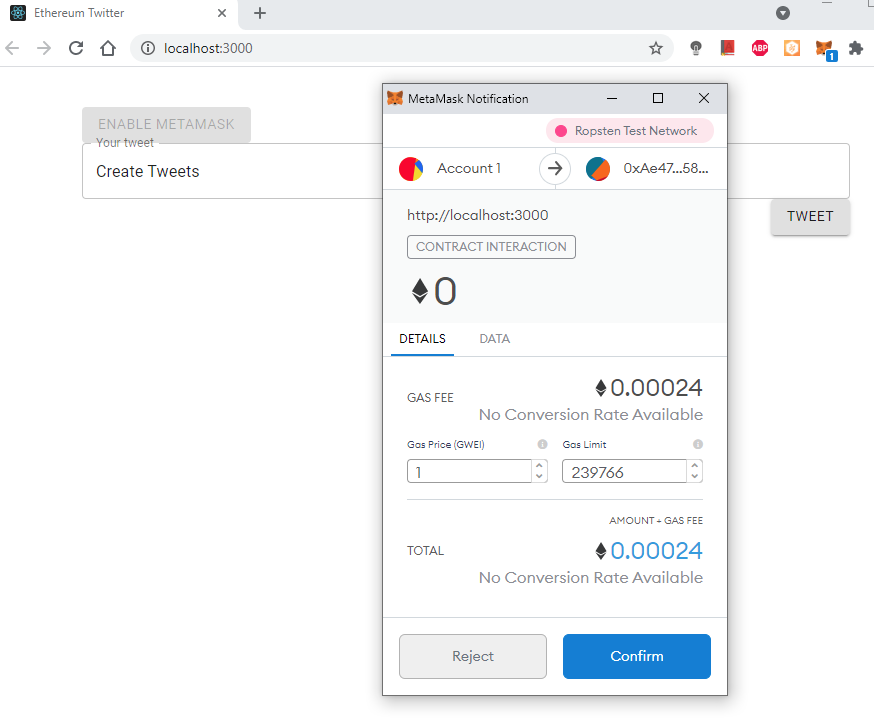 Ethereum Twitter
localhost:3000
ABP
1
ENABLE METAMASK
Your tweet
Create Tweets
TWEET
MetaMask Notification
Ropsten Test Network
Account 1
0xAe47...58...
http://localhost:3000
CONTRACT INTERACTION
0
DETAILS
DATA
GAS FEE
0.00024
No Conversion Rate Available
Gas Price (GWEI)
Gas Limit
1
239766
AMOUNT + GAS FEE
TOTAL
0.00024
No Conversion Rate Available
Reject
Confirm